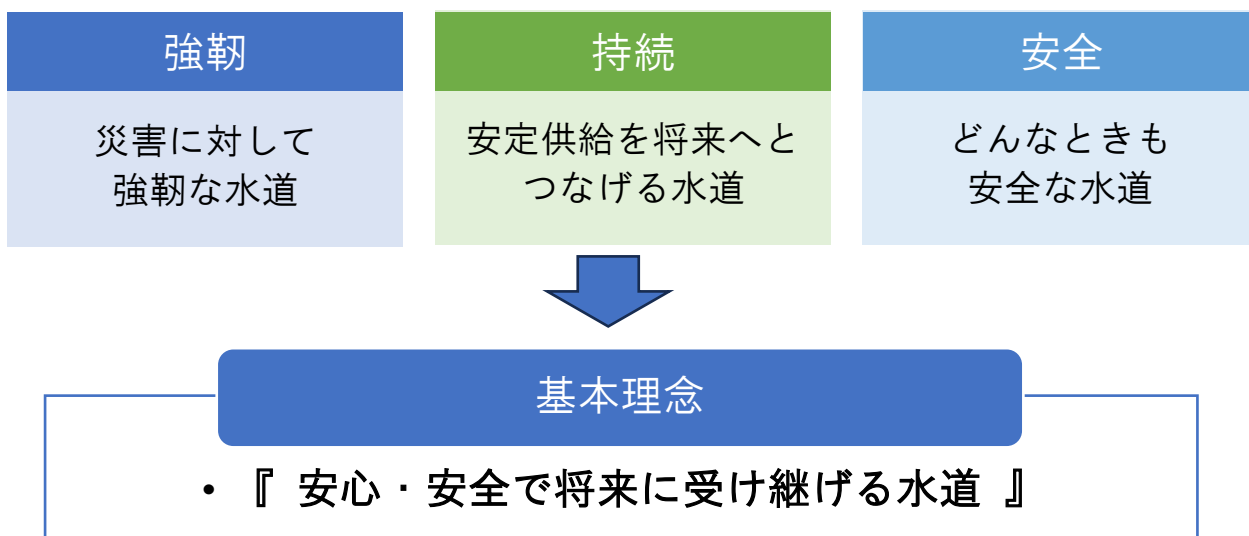 強靭
災害に対して
強靭な水道
持続
安定供給を将来へと
つなげる水道
安全
どんなときも
安全な水道
基本理念
・『 安心・安全で将来に受け継げる水道 』